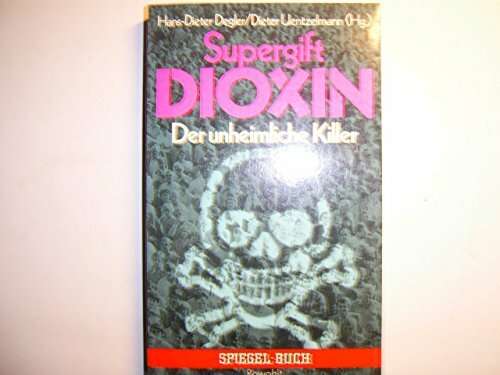 Hans-Dieter Degler/Dieter Uentzelmann (Hg.)
Supergift
DIOXIN
Der unheimliche Killer
SPIEGEL-BUCH
Rowohlt